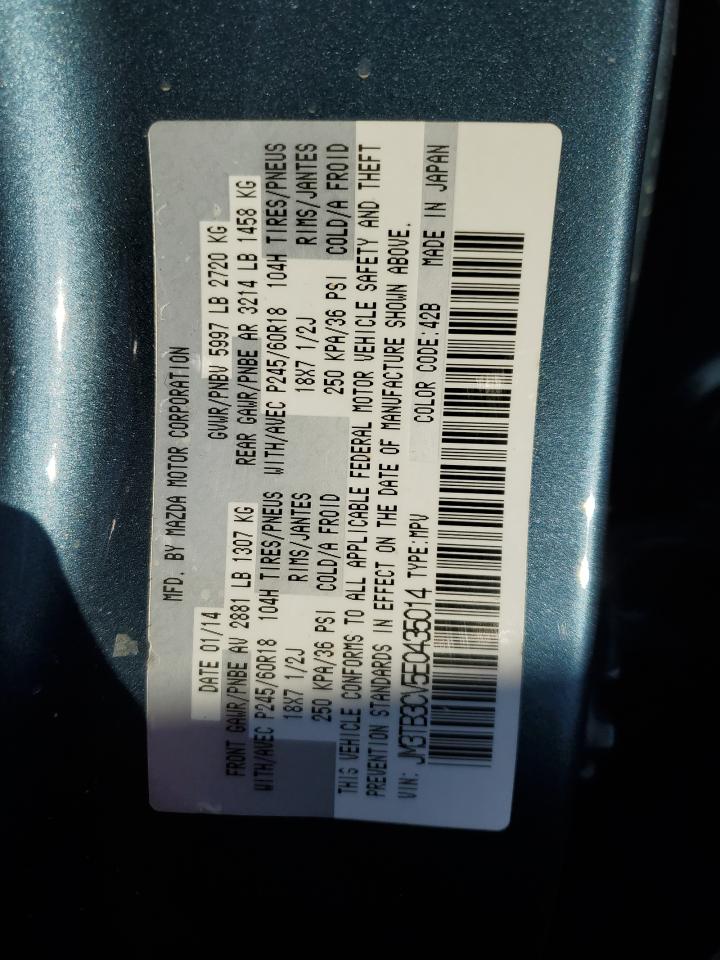 MFD. BY MAZDA MOTOR CORPORATION
DATE 01/14 GVWR/PNBV 5997 LB 2720 KG
FRONT GAWR/PNBE AV 2881 LB 1307 KG REAR GAWR/PNBE AR 3214 LB 1458 KG
WITH/AVEC P245/60R18 104H TIRES/PNEUS WITH/AVEC P245/60R18 104H TIRES/PNEUS
18X7 1/2J RIMS/JANTES 18X7 1/2J RIMS/JANTES
250 KPA/36 PSI COLD/A FROID 250 KPA/36 PSI COLD/A FROID
THIS VEHICLE CONFORMS TO ALL APPLICABLE FEDERAL MOTOR VEHICLE SAFETY AND THEFT
PREVENTION STANDARDS IN EFFECT ON THE DATE OF MANUFACTURE SHOWN ABOVE.
VIN: JM3TB3CV5E0435014 TYPE:MPV COLOR CODE:42B MADE IN JAPAN